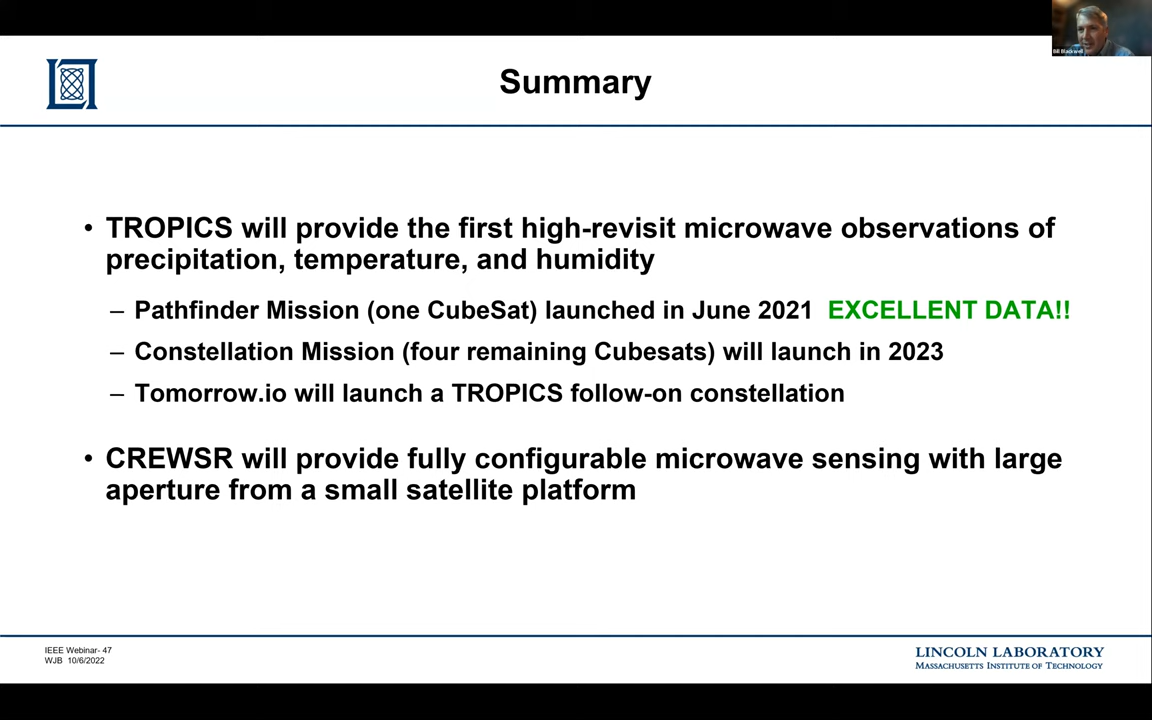 Bill Blackwell
Summary
• TROPICS will provide the first high-revisit microwave observations of
precipitation, temperature, and humidity
– Pathfinder Mission (one CubeSat) launched in June 2021 EXCELLENT DATA!!
– Constellation Mission (four remaining Cubesats) will launch in 2023
– Tomorrow.io will launch a TROPICS follow-on constellation
• CREWSR will provide fully configurable microwave sensing with large
aperture from a small satellite platform
IEEE Webinar- 47
WJB 10/6/2022
LINCOLN LABORATORY
MASSACHUSETTS INSTITUTE OF TECHNOLOGY